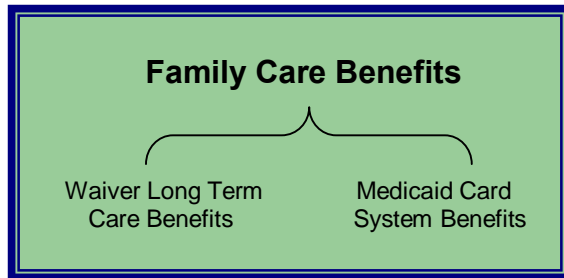 Family Care Benefits
Waiver Long Term
Care Benefits
Medicaid Card
System Benefits